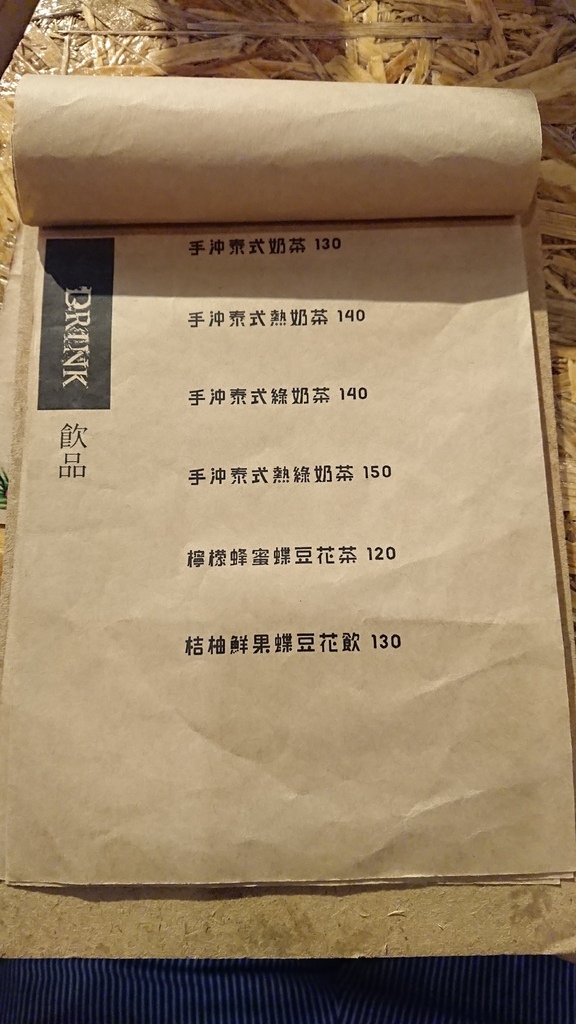 DRINK
飲品
手沖泰式奶茶 130
手沖泰式熱奶茶 140
手沖泰式綠奶茶 140
手沖泰式熱綠奶茶 150
檸檬蜂蜜蝶豆花茶 120
桔柚鮮果蝶豆花飲 130